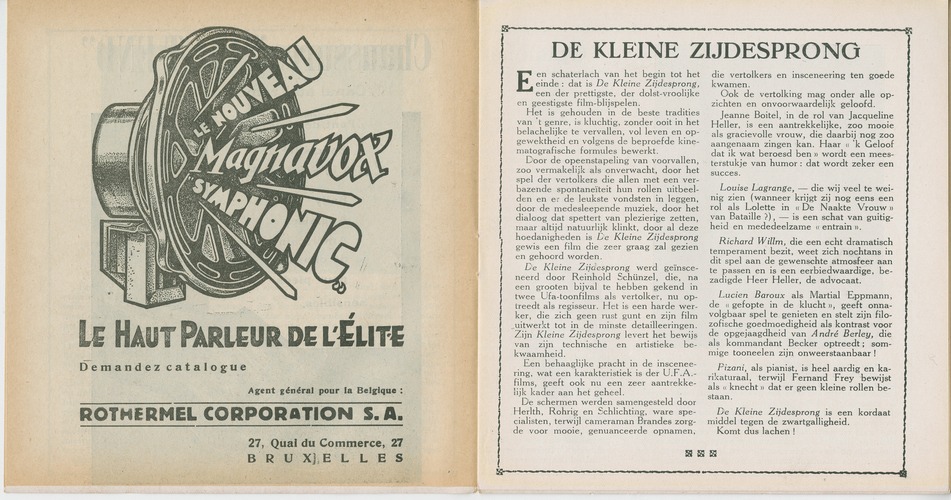 LE NOUVEAU
Magnavox
SYMPHONIC
LE HAUT PARLEUR DE L'ÉLITE
Demandez catalogue
Agent général pour la Belgique :
ROTHERMEL CORPORATION S. A.
27, Quai du Commerce, 27
BRUXELLES
DE KLEINE ZIJDESPRONG
Een schaterlach van het begin tot het
einde : dat is De Kleine Zijdesprong,
een der prettigste, der dolst-vroolijke
en geestigste film-blijspelen.
Het is gehouden in de beste tradities
van 't genre, is kluchtig, zonder ooit in het
belachelijke te vervallen, vol leven en op-
gewektheid en volgens de beproefde kine-
matografische formules bewerkt.
Door de opeenstapeling van voorvallen,
zoo vermakelijk als onverwacht, door het
spel der vertolkers die allen met een ver-
bazende spontaneïteit hun rollen uitbeel-
den en er de leukste vondsten in leggen,
door de medesleepende muziek, door het
dialoog dat spettert van plezierige zetten,
maar altijd natuurlijk klinkt, door al deze
hoedanigheden is De Kleine Zijdesprong
gewis een film die zeer graag zal gezien
en gehoord worden.
De Kleine Zijdesprong werd geïnsce-
neerd door Reinhold Schünzel, die, na
een grooten bijval te hebben gekend in
twee Ufa-toonfilms als vertolker, nu op-
treedt als regisseur. Het is een harde wer-
ker, die zich geen rust gunt en zijn film
uitwerkt tot in de minste detailleeringen.
Zijn Kleine Zijdesprong levert het bewijs
van zijn technische en artistieke be-
kwaamheid.
Een behaaglijke pracht in de insceene-
ring, wat een karakteristiek is der U.F.A.-
films, geeft ook nu een zeer aantrekke-
lijk kader aan het geheel.
De schermen werden samengesteld door
Herlth, Rohrig en Schlichting, ware spe-
cialisten, terwijl cameraman Brandes zorg-
de voor mooie, genuanceerde opnamen,
die vertolkers en insceneering ten goede
kwamen.
Ook de vertolking mag onder alle op-
zichten en onvoorwaardelijk geloofd.
Jeanne Boitel, in de rol van Jacqueline
Heller, is een aantrekkelijke, zoo mooie
als gracievolle vrouw, die daarbij nog zoo
aangenaam zingen kan. Haar « 'k Geloof
dat ik wat beroesd ben » wordt een mees-
terstukje van humor : dat wordt zeker een
succes.
Louise Lagrange, — die wij veel te wei-
nig zien (wanneer krijgt zij nog eens een
rol als Lolette in « De Naakte Vrouw »
van Bataille ?), — is een schat van guitig-
heid en mededeelzame « entrain ».
Richard Willm, die een echt dramatisch
temperament bezit, weet zich nochtans in
dit spel aan de gewenschte atmosfeer aan
te passen en is een eerbiedwaardige, be-
zadigde Heer Heller, de advocaat.
Lucien Baroux als Martial Eppmann,
de « gefopte in de klucht », geeft onna-
volgbaar spel te genieten en stelt zijn filo-
zofische goedmoedigheid als kontrast voor
de opgejaagdheid van André Berley, die
als kommandant Becker optreedt ; som-
mige tooneelen zijn onweerstaanbaar !
Pizani, als pianist, is heel aardig en ka-
rikaturaal, terwijl Fernand Frey bewijst
als « knecht » dat er geen kleine rollen be-
staan.
De Kleine Zijdesprong is een kordaat
middel tegen de zwartgalligheid.
Komt dus lachen !